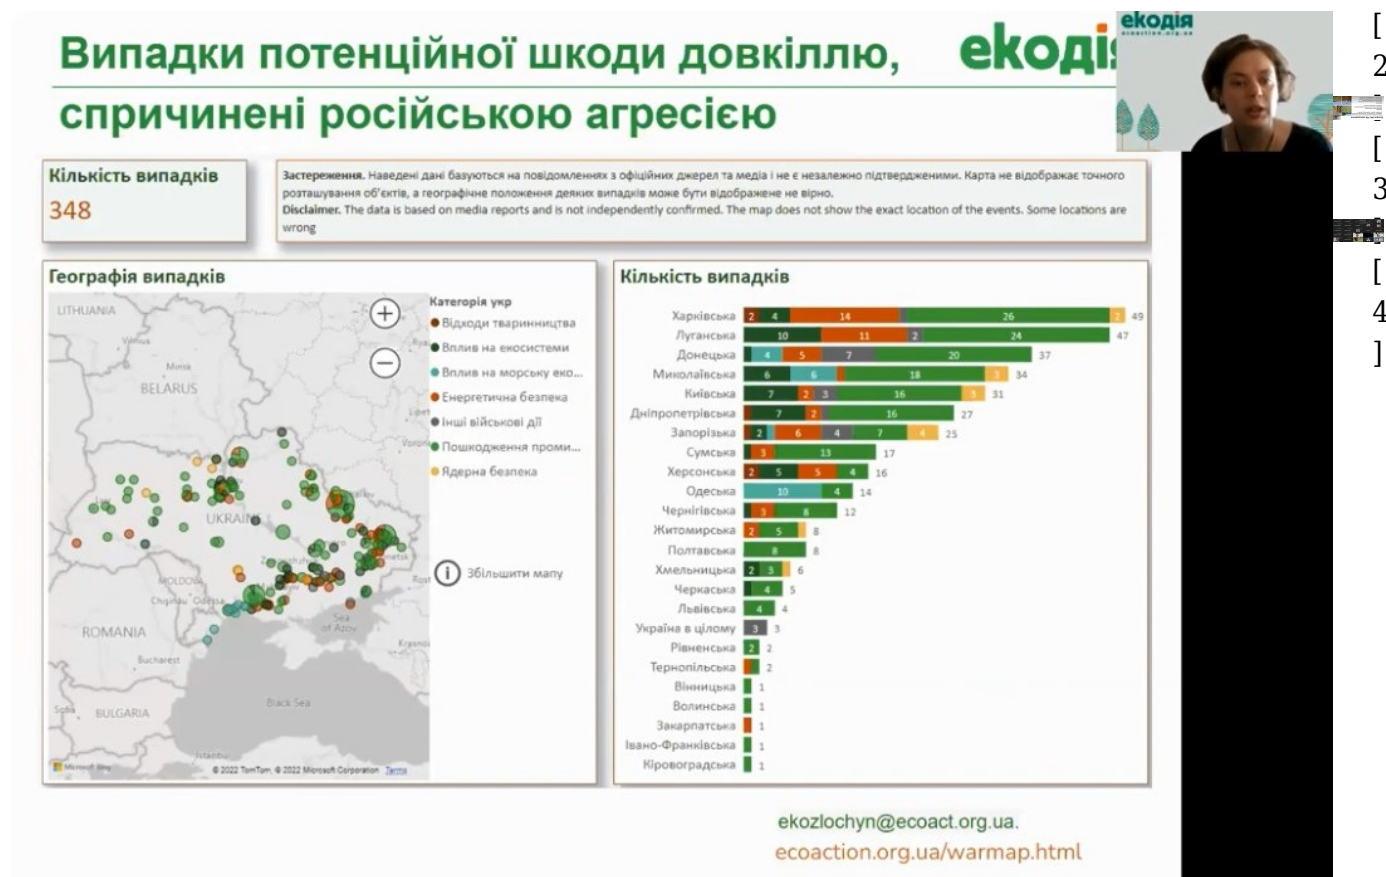 Випадки потенційної шкоди довкіллю,
спричинені російською агресією
екодія
екодія
ecoaction.org.ua
Кількість випадків
348
Застереження. Наведені дані базуються на повідомленнях з офіційних джерел та медіа і не є незалежно підтвердженими. Карта не відображає точного
розташування об'єктів, а географічне положення деяких випадків може бути відображене не вірно.
Disclaimer. The data is based on media reports and is not independently confirmed. The map does not show the exact location of the events. Some locations are
wrong
Географія випадків
LITHUANIA
Vilnius
Minsk
BELARUS
UKRAINE
MOLDOVA
Chișinău Odessa
ROMANIA
Bucharest
Sea
of Azov
BULGARIA
Black Sea
Istanbul
Microsoft Bing
© 2022 TomTom, © 2022 Microsoft Corporation Terms
Категорія укр
Відходи тваринництва
Вплив на екосистеми
Вплив на морську еко...
Енергетична безпека
Інші військові дії
Пошкодження проми...
Ядерна безпека
i Збільшити мапу
Кількість випадків
Харківська 2 4 14 26 2 49
Луганська 10 11 2 24 47
Донецька 4 5 7 20 37
Миколаївська 6 6 18 3 34
Київська 7 2 3 16 3 31
Дніпропетрівська 7 2 16 27
Запорізька 2 6 4 7 4 25
Сумська 3 13 17
Херсонська 2 5 5 4 16
Одеська 10 4 14
Чернігівська 3 8 12
Житомирська 2 5 8
Полтавська 8 8
Хмельницька 2 3 6
Черкаська 4 5
Львівська 4 4
Україна в цілому 3 3
Рівненська 2 2
Тернопільська 2
Вінницька 1
Волинська 1
Закарпатська 1
Івано-Франківська 1
Кіровоградська 1
ekozlochyn@ecoact.org.ua.
ecoaction.org.ua/warmap.html
[
2
[
3
[
4
]